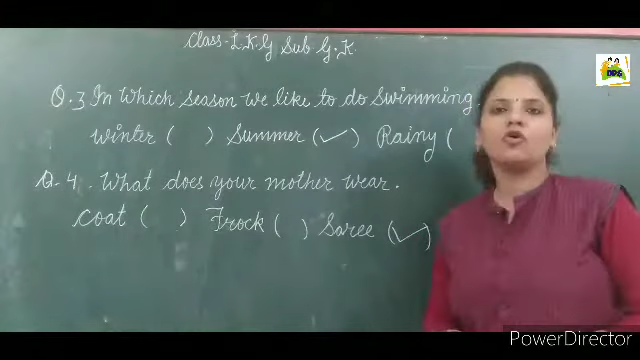 Class-L.K.G Sub G.K
Q.3 In Which season we like to do swimming.
winter ( ) Summer (✓) Rainy (
Q.4. What does your mother wear.
coat ( ) Frock ( ) Saree (✓)
PowerDirector